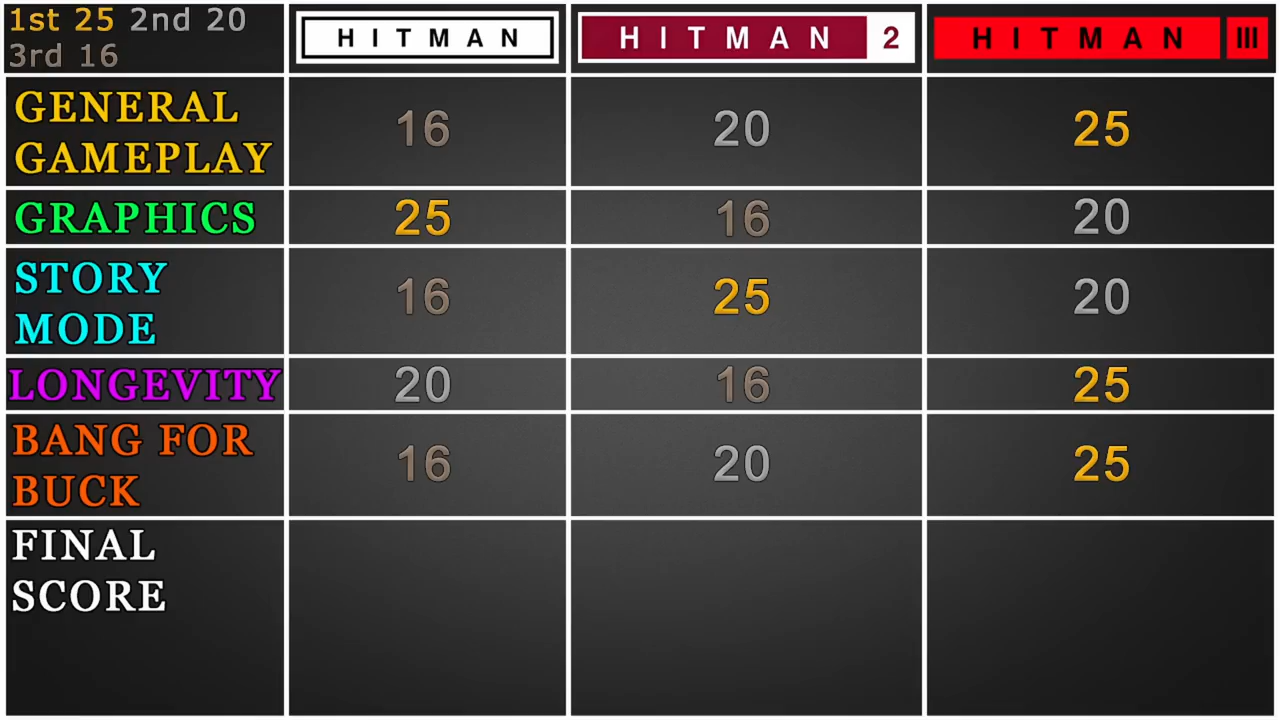 1st 25 2nd 20
3rd 16
HITMAN
HITMAN 2
HITMAN III
GENERAL
GAMEPLAY
16
20
25
GRAPHICS
25
16
20
STORY
MODE
16
25
20
LONGEVITY
20
16
25
BANG FOR
BUCK
16
20
25
FINAL
SCORE